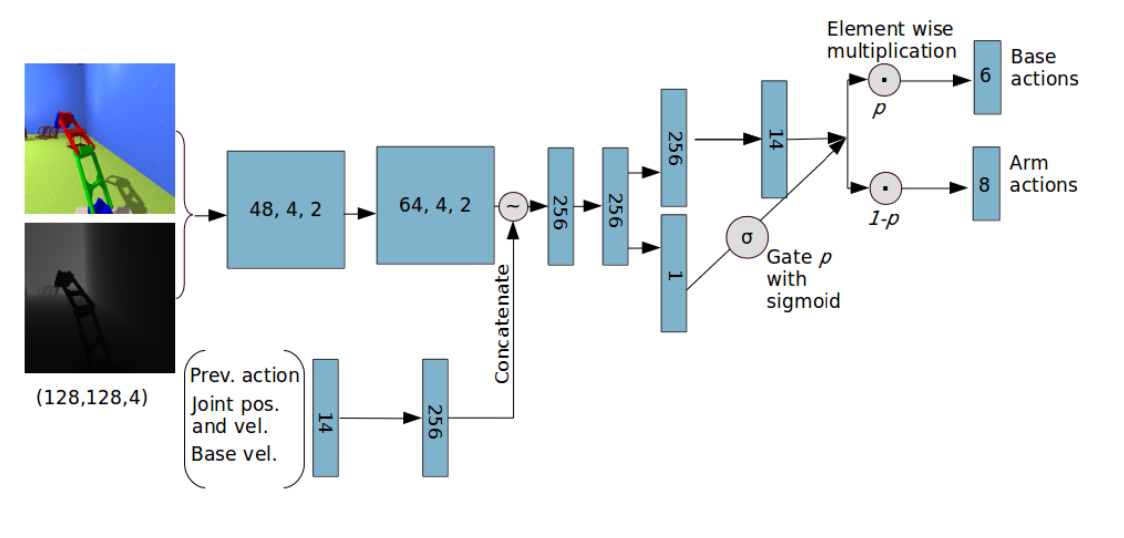 Element wise
multiplication
6
Base
actions
p
256
14
48, 4, 2
64, 4, 2
~
256
256
8
Arm
actions
1-p
1
σ
Gate p
with
sigmoid
Concatenate
(128,128,4)
Prev. action
Joint pos.
and vel.
Base vel.
14
256